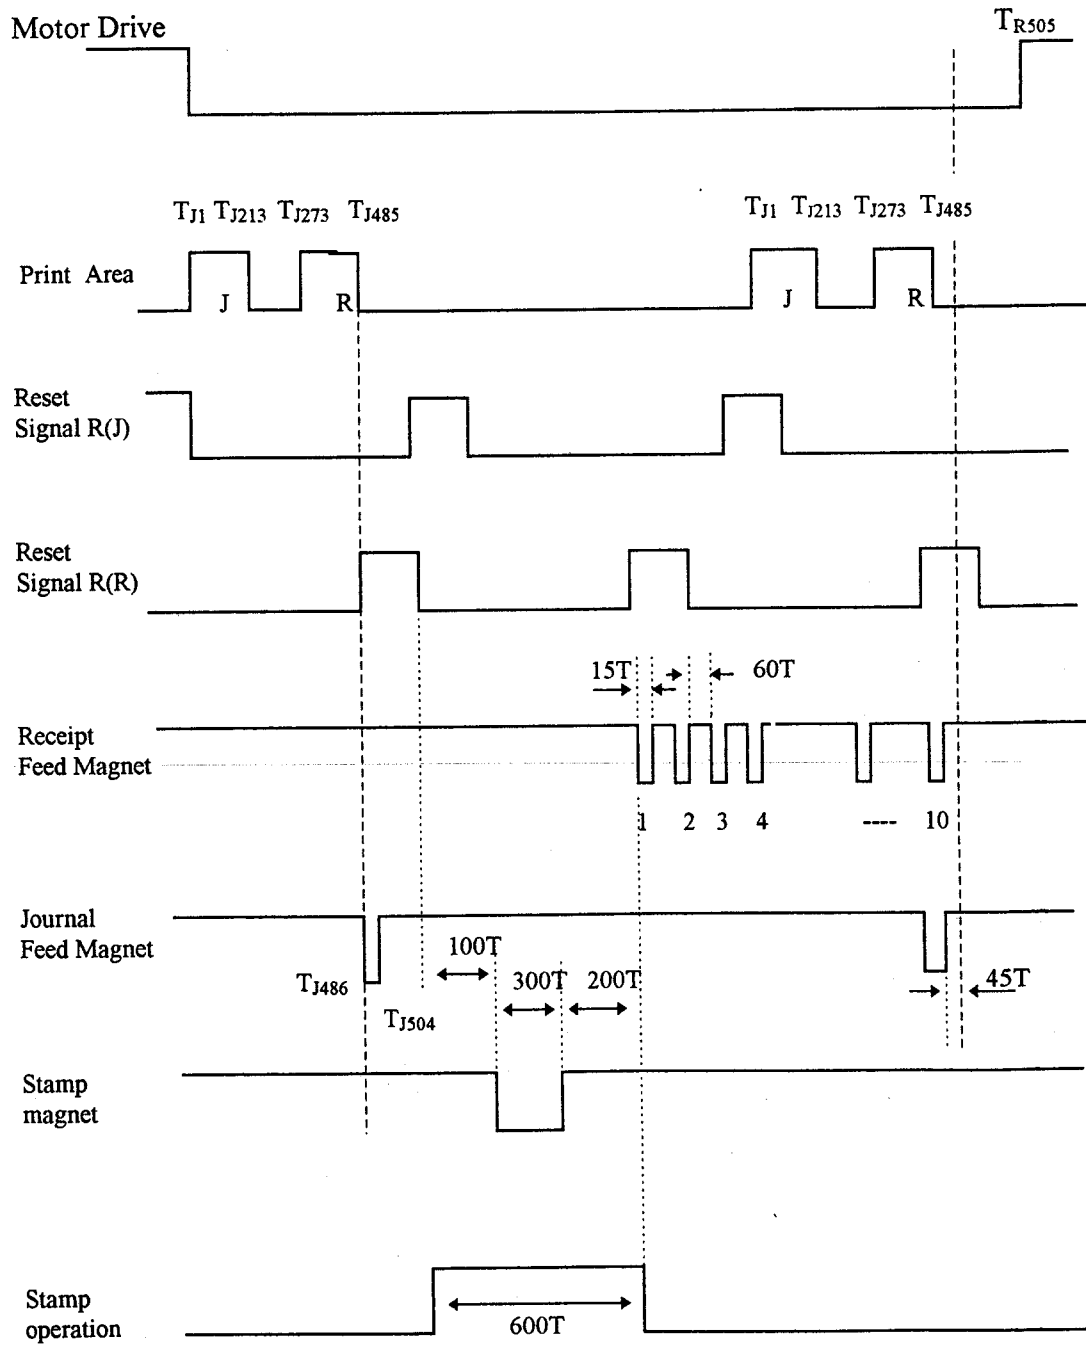 Motor Drive
TR505
TJ1 TJ213 TJ273 TJ485
TJ1 TJ213 TJ273 TJ485
Print Area
J
R
J
R
Reset
Signal R(J)
Reset
Signal R(R)
15T
60T
Receipt
Feed Magnet
1 2 3 4 ---- 10
Journal
Feed Magnet
100T
TJ486
300T
200T
45T
TJ504
Stamp
magnet
Stamp
operation
600T